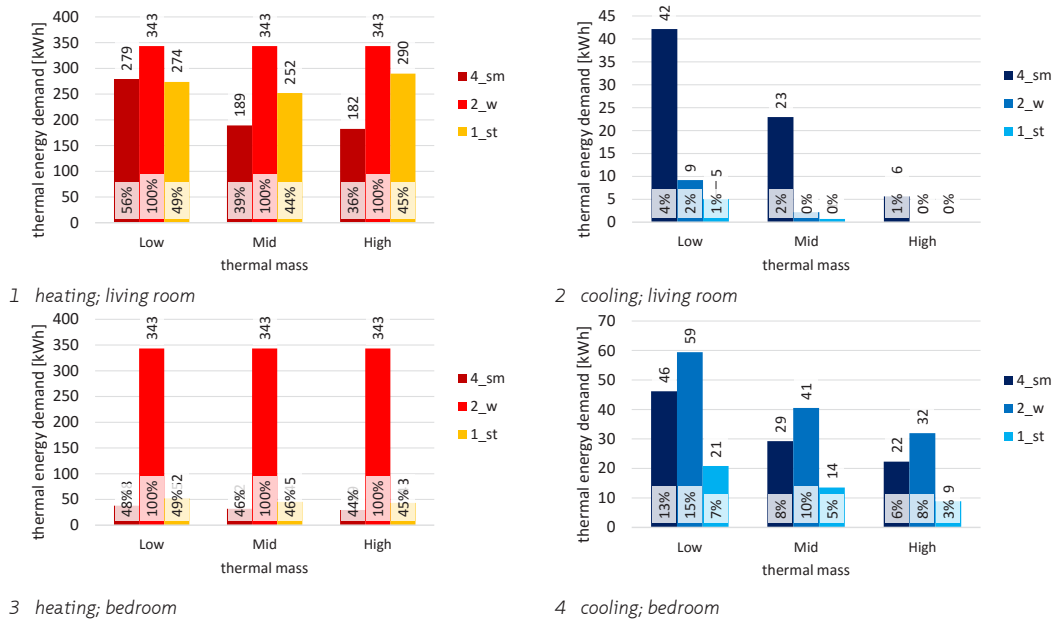 thermal energy demand [kWh]
400
350
300
250
200
150
100
50
0
279
343
274
189
343
252
182
343
290
56%
100%
49%
39%
100%
44%
36%
100%
45%
Low
Mid
High
thermal mass
4_sm
2_w
1_st
1 heating; living room
thermal energy demand [kWh]
45
40
35
30
25
20
15
10
5
0
42
9
5
23
6
4%
2%
1%
2%
0%
0%
1%
0%
0%
Low
Mid
High
thermal mass
4_sm
2_w
1_st
2 cooling; living room
thermal energy demand [kWh]
400
350
300
250
200
150
100
50
0
343
343
343
48%
100%
49%
52
46%
100%
46%
44%
100%
45%
Low
Mid
High
thermal mass
4_sm
2_w
1_st
3 heating; bedroom
thermal energy demand [kWh]
70
60
50
40
30
20
10
0
46
59
21
29
41
14
22
32
9
13%
15%
7%
8%
10%
5%
6%
8%
3%
Low
Mid
High
thermal mass
4_sm
2_w
1_st
4 cooling; bedroom